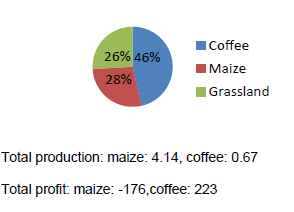 26% 46% Coffee
28% Maize
Grassland
Total production: maize: 4.14, coffee: 0.67
Total profit: maize: -176,coffee: 223